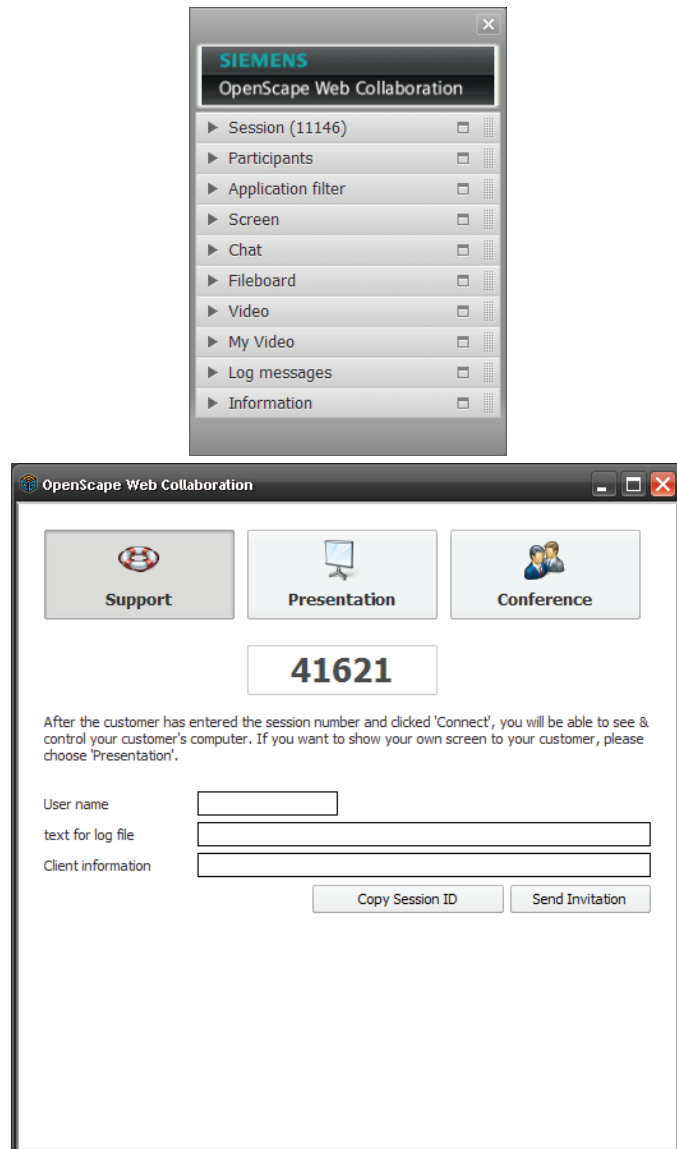 SIEMENS
OpenScape Web Collaboration
Session (11146)
Participants
Application filter
Screen
Chat
Fileboard
Video
My Video
Log messages
Information
OpenScape Web Collaboration
Support
Presentation
Conference
41621
After the customer has entered the session number and clicked 'Connect', you will be able to see &
control your customer's computer. If you want to show your own screen to your customer, please
choose 'Presentation'.
User name
text for log file
Client information
Copy Session ID
Send Invitation